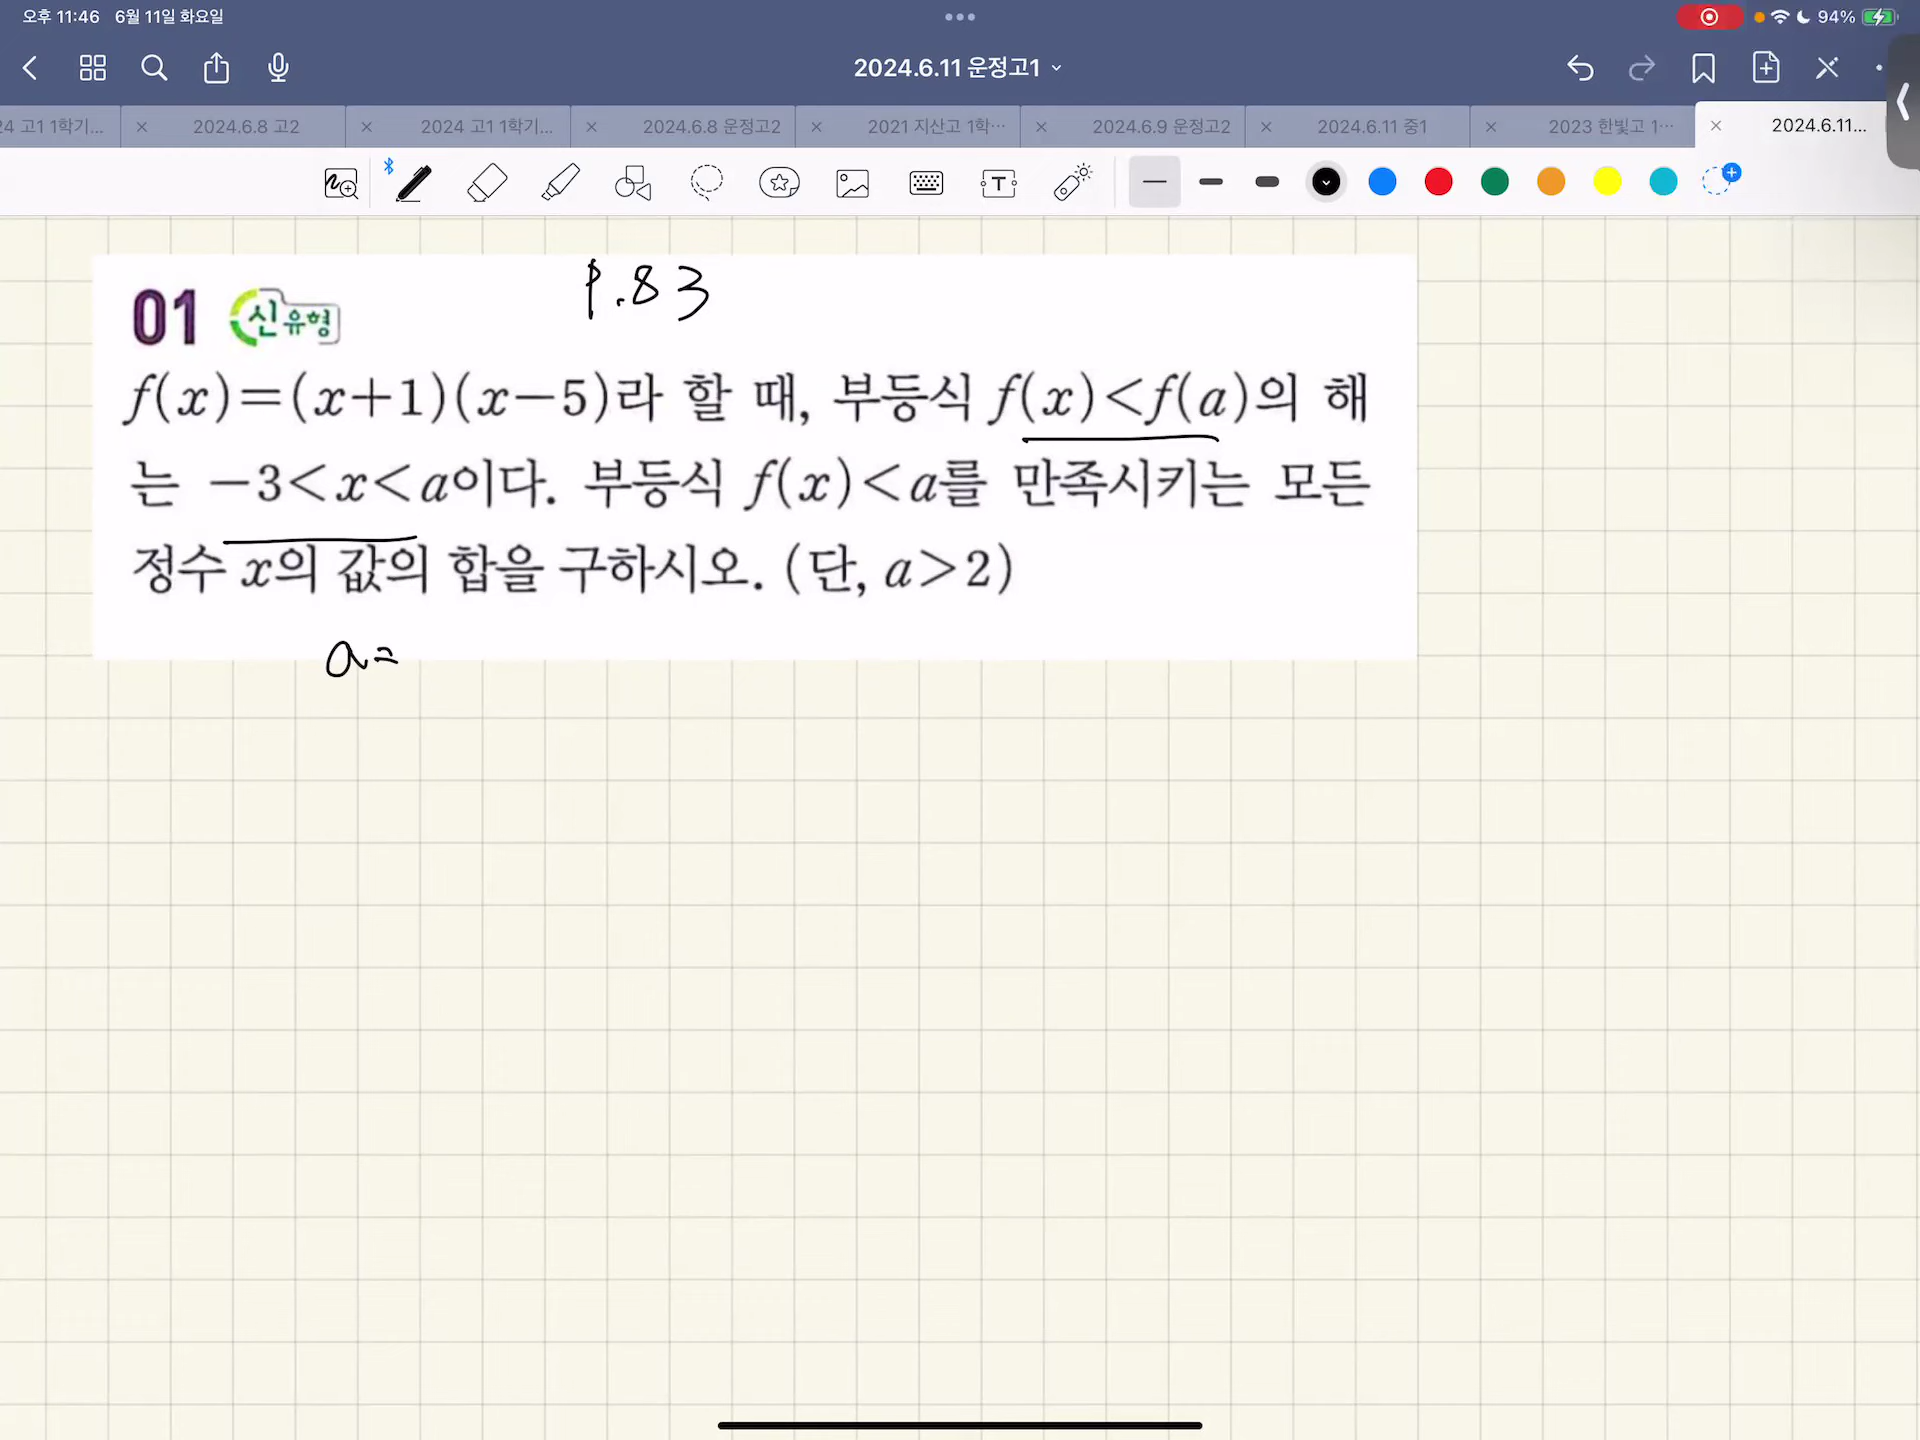 오후 11:46 6월 11일 화요일
94%
2024.6.11 운정고1
24 고1 1학기...
2024.6.8 고2
2024 고1 1학기...
2024.6.8 운정고2
2021 지산고 1학...
2024.6.9 운정고2
2024.6.11 중1
2023 한빛고 1...
2024.6.11...
P.83
01 신유형
f(x)=(x+1)(x-5)라 할 때, 부등식 f(x)<f(a)의 해
는 -3<x<a이다. 부등식 f(x)<a를 만족시키는 모든
정수 x의 값의 합을 구하시오. (단, a>2)
a=